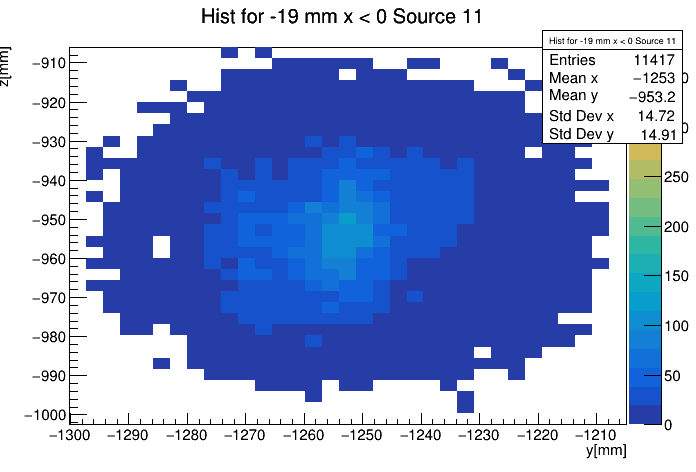 Hist for -19 mm x < 0 Source 11
z[mm]
Hist for -19 mm x < 0 Source 11
Entries 11417
Mean x −1253
Mean y −953.2
Std Dev x 14.72
Std Dev y 14.91
−910
−920
−930
−940
−950
−960
−970
−980
−990
−1000
−1300 −1290 −1280 −1270 −1260 −1250 −1240 −1230 −1220 −1210
y[mm]
250
200
150
100
50
0